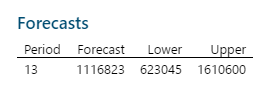 Forecasts
Period Forecast Lower Upper
13 1116823 623045 1610600